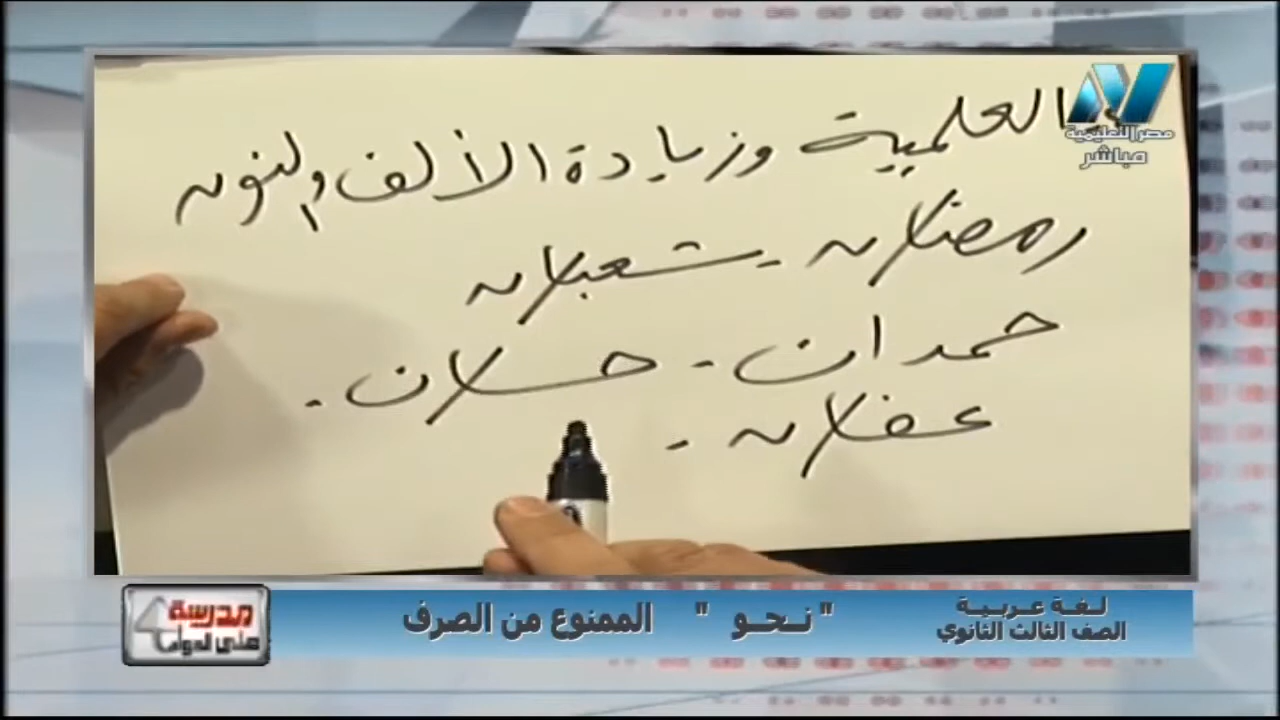 العلمية وزيادة الألف والنون
رمضان - شعبان
حمدان - حسان -
عفان -
مصر التعليمية
مباشر
لغة عربية
الصف الثالث الثانوي
"نحو" الممنوع من الصرف
مدرسة
على الهواء